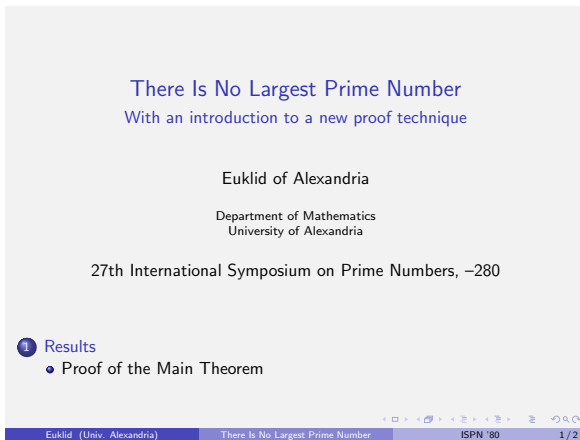 There Is No Largest Prime Number
With an introduction to a new proof technique
Euklid of Alexandria
Department of Mathematics
University of Alexandria
27th International Symposium on Prime Numbers, –280
1 Results
Proof of the Main Theorem
Euklid (Univ. Alexandria) There Is No Largest Prime Number ISPN ’80 1 / 2